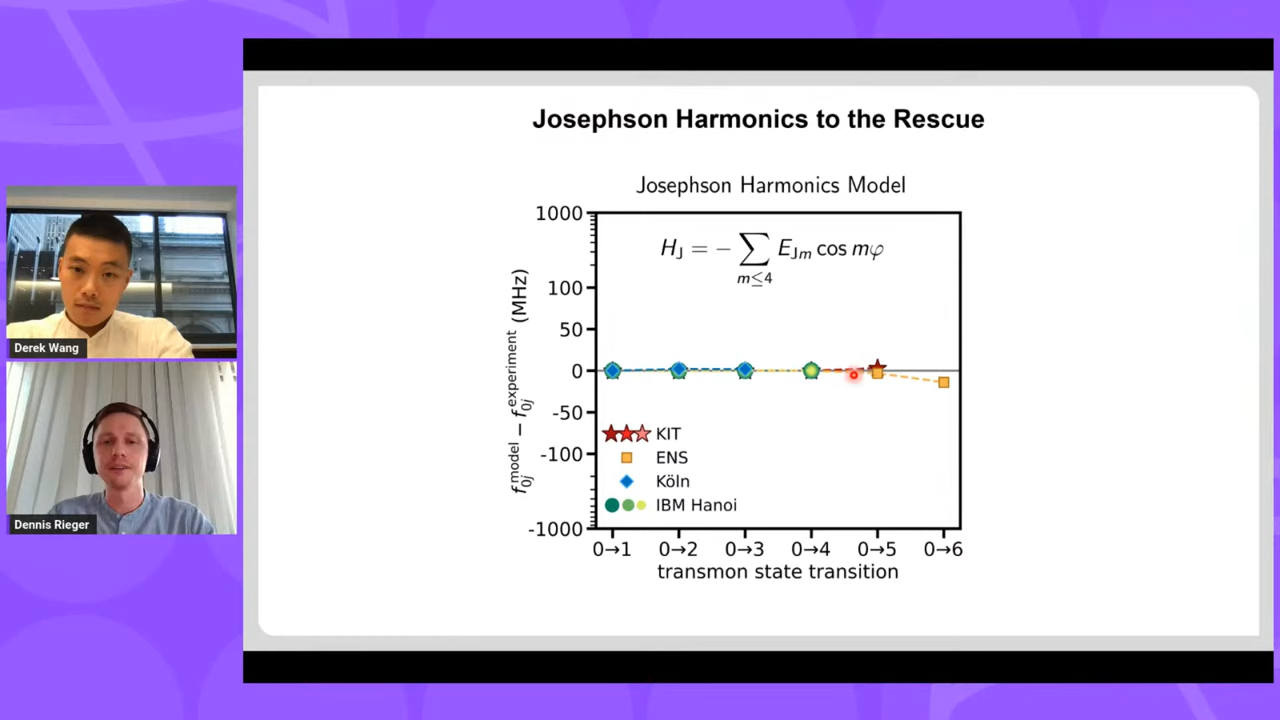 Josephson Harmonics to the Rescue
Josephson Harmonics Model
H_J = − ∑_{m≤4} E_{Jm} cos mφ
1000
100
50
0
-50
-100
-1000
f_{0j}^{model} − f_{0j}^{experiment} (MHz)
KIT
ENS
Köln
IBM Hanoi
0→1 0→2 0→3 0→4 0→5 0→6
transmon state transition
Derek Wang
Dennis Rieger